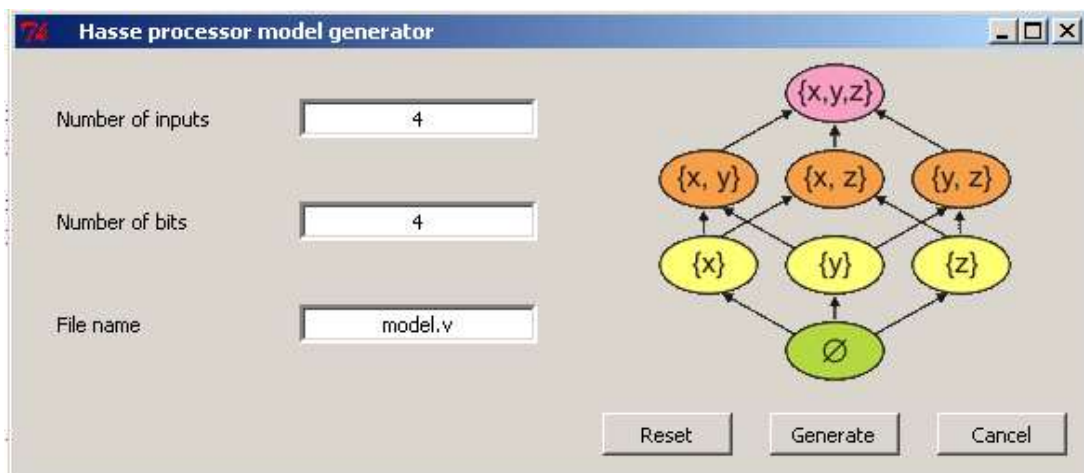 Hasse processor model generator
Number of inputs 4
Number of bits 4
File name model.v
{x,y,z}
{x, y} {x, z} {y, z}
{x} {y} {z}
∅
Reset Generate Cancel